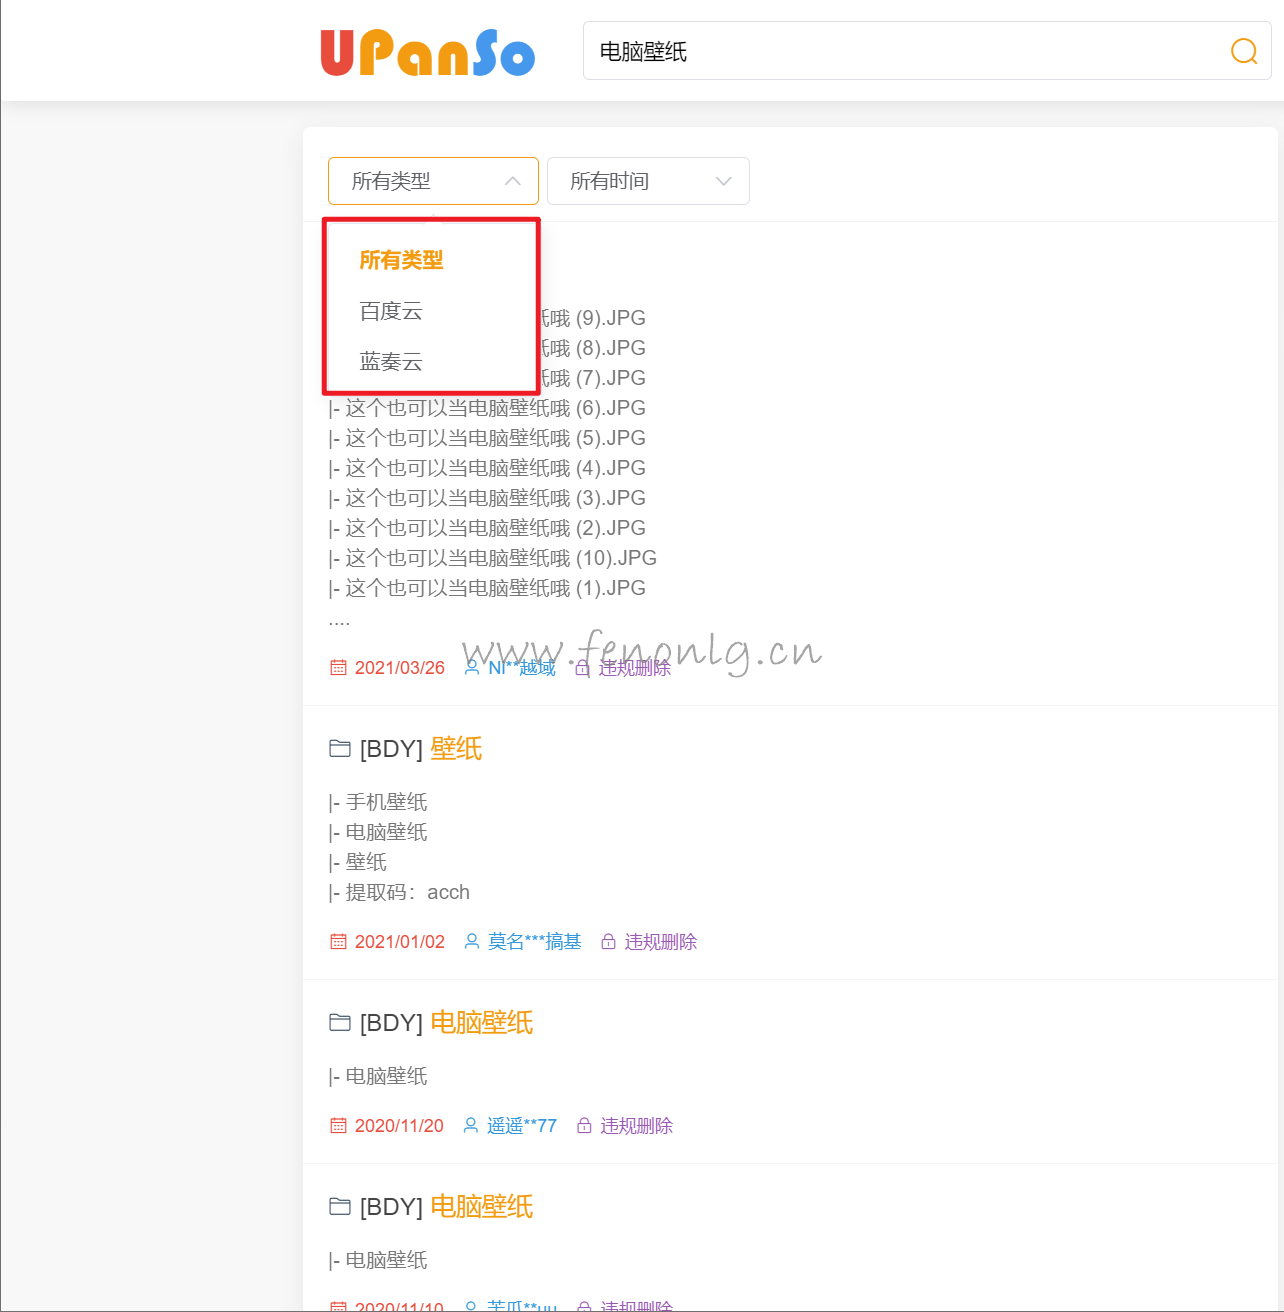 UPanSo
电脑壁纸
所有类型 所有时间
所有类型
百度云
蓝奏云
纸哦 (9).JPG
纸哦 (8).JPG
纸哦 (7).JPG
|- 这个也可以当电脑壁纸哦 (6).JPG
|- 这个也可以当电脑壁纸哦 (5).JPG
|- 这个也可以当电脑壁纸哦 (4).JPG
|- 这个也可以当电脑壁纸哦 (3).JPG
|- 这个也可以当电脑壁纸哦 (2).JPG
|- 这个也可以当电脑壁纸哦 (10).JPG
|- 这个也可以当电脑壁纸哦 (1).JPG
....
www.fenonlg.cn
2021/03/26 NI**越域 违规删除
[BDY] 壁纸
|- 手机壁纸
|- 电脑壁纸
|- 壁纸
|- 提取码：acch
2021/01/02 莫名***搞基 违规删除
[BDY] 电脑壁纸
|- 电脑壁纸
2020/11/20 遥遥**77 违规删除
[BDY] 电脑壁纸
|- 电脑壁纸
2020/11/10 苦瓜**uu 违规删除